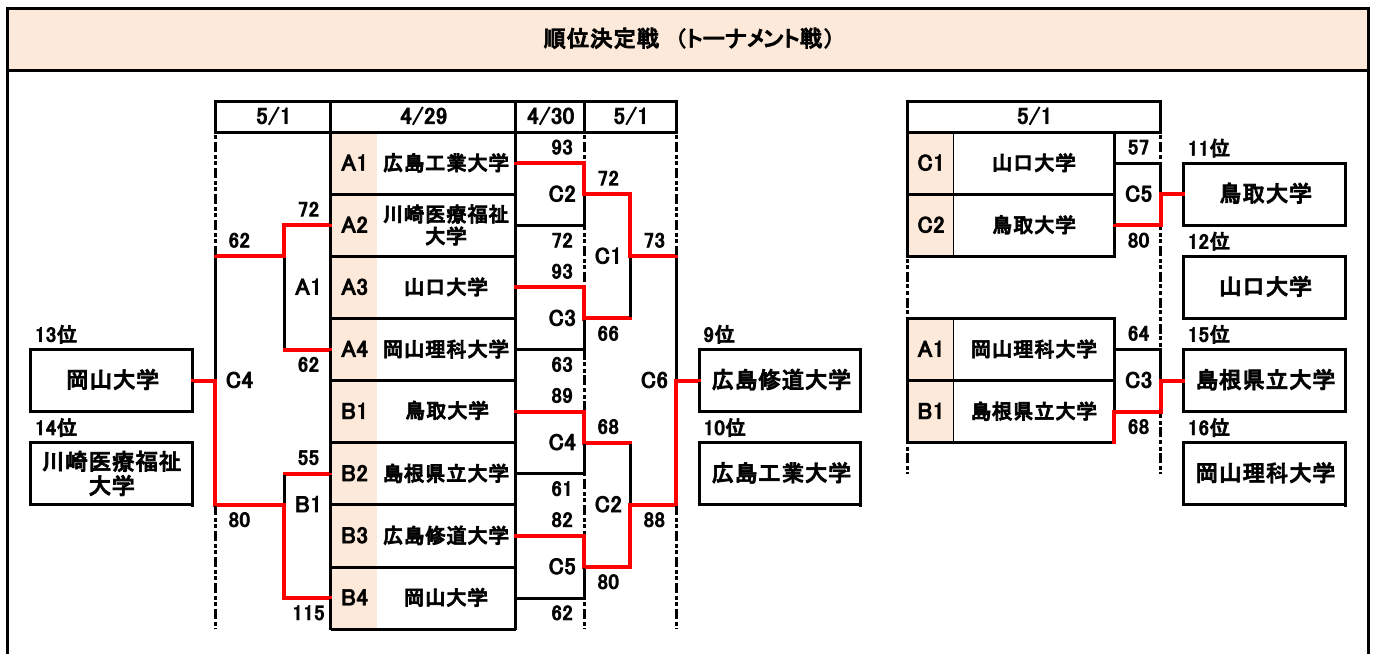 順位決定戦 （トーナメント戦）
5/1 4/29 4/30 5/1 5/1
A1 広島工業大学 93 C1 山口大学 57 11位
72 C2 72 C5 鳥取大学
A2 川崎医療福祉
大学
C2 鳥取大学
62 72 73 80 12位
A3 山口大学 93 C1 山口大学
A1 C3 66
62 A4 岡山理科大学 63 A1 岡山理科大学 64 15位
13位 9位
岡山大学 C4 C6 広島修道大学 C3 島根県立大学
B1 鳥取大学 89 68 B1 島根県立大学 68
14位 C4 10位 16位
川崎医療福祉
大学
55 B2 島根県立大学 61 広島工業大学 岡山理科大学
B1 C2
80 B3 広島修道大学 82 88
C5 80
115 B4 岡山大学 62